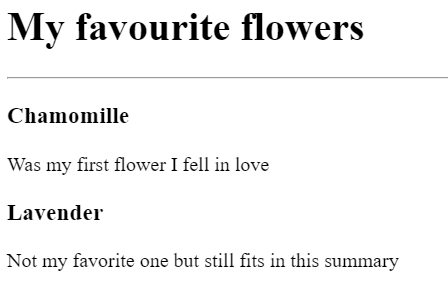 My favourite flowers
Chamomille
Was my first flower I fell in love
Lavender
Not my favorite one but still fits in this summary